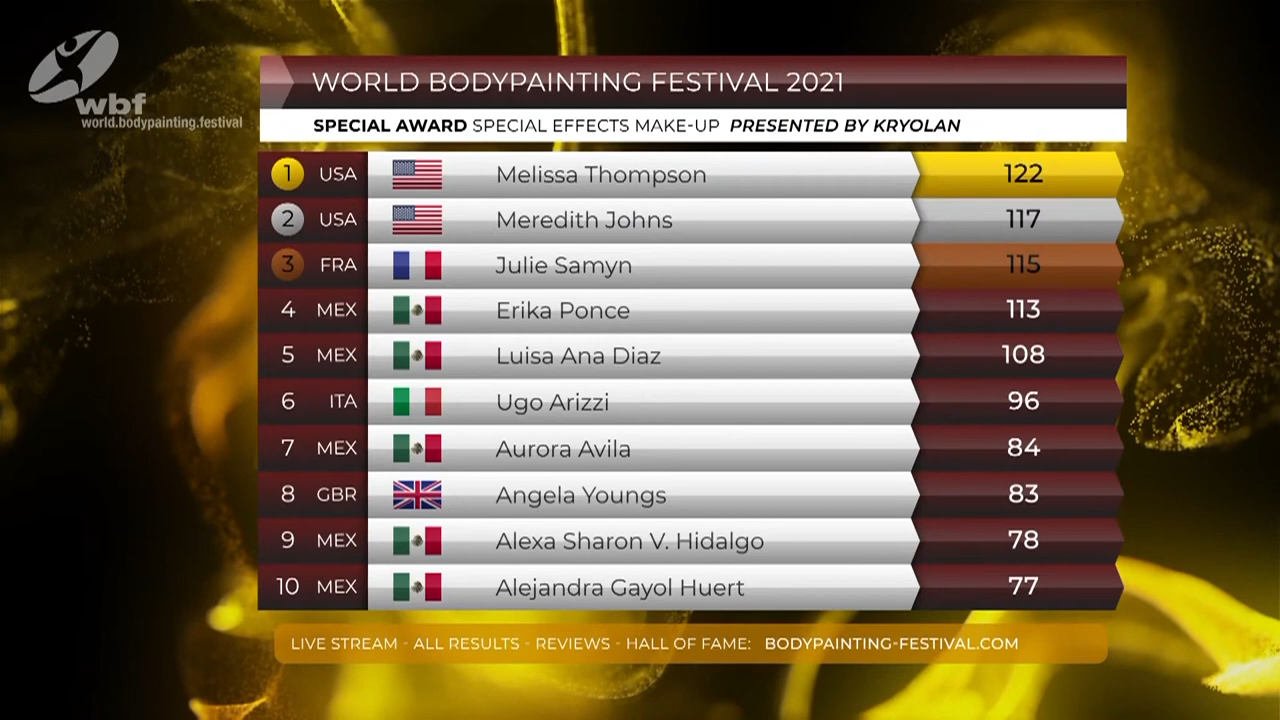 wbf
world.bodypainting.festival
WORLD BODYPAINTING FESTIVAL 2021
SPECIAL AWARD SPECIAL EFFECTS MAKE-UP PRESENTED BY KRYOLAN
1 USA Melissa Thompson 122
2 USA Meredith Johns 117
3 FRA Julie Samyn 115
4 MEX Erika Ponce 113
5 MEX Luisa Ana Diaz 108
6 ITA Ugo Arizzi 96
7 MEX Aurora Avila 84
8 GBR Angela Youngs 83
9 MEX Alexa Sharon V. Hidalgo 78
10 MEX Alejandra Gayol Huert 77
LIVE STREAM - ALL RESULTS - REVIEWS - HALL OF FAME: BODYPAINTING-FESTIVAL.COM